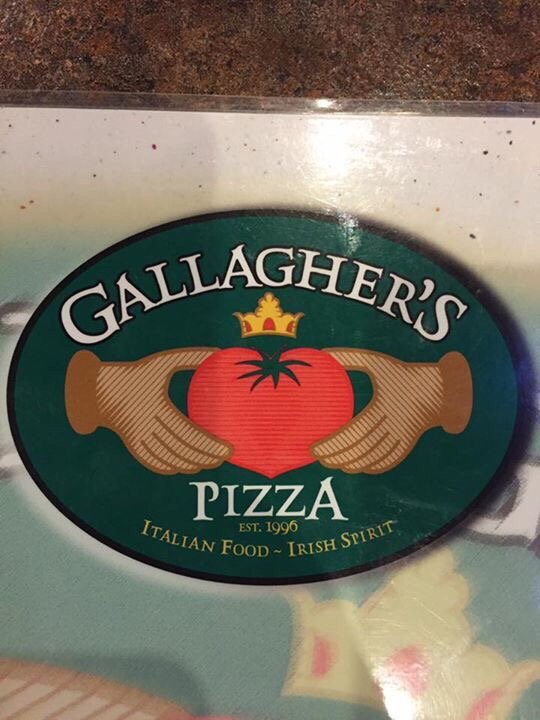 GALLAGHER'S
PIZZA
EST. 1996
ITALIAN FOOD ~ IRISH SPIRIT